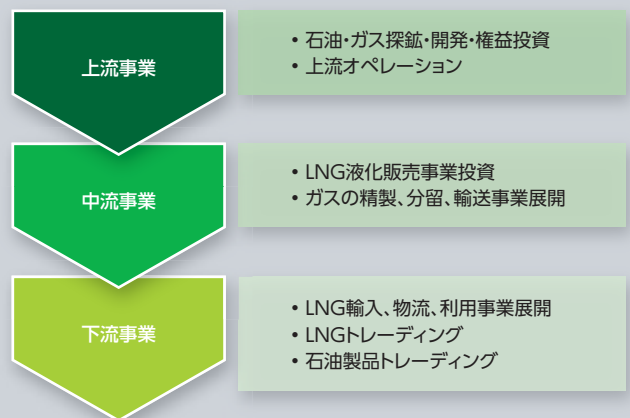 上流事業
• 石油・ガス探鉱・開発・権益投資
• 上流オペレーション
中流事業
• LNG液化販売事業投資
• ガスの精製、分留、輸送事業展開
下流事業
• LNG輸入、物流、利用事業展開
• LNGトレーディング
• 石油製品トレーディング